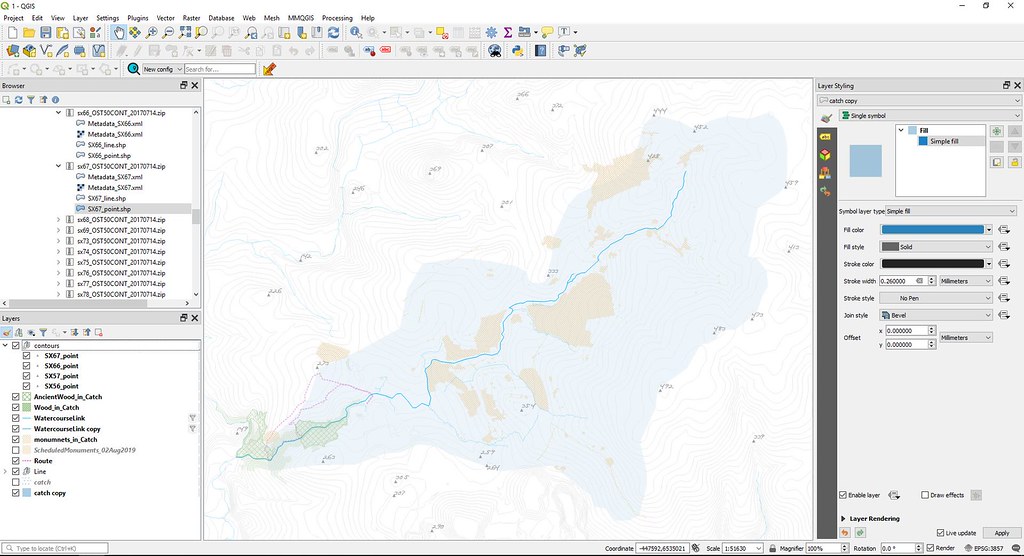 1 - QGIS
Project Edit View Layer Settings Plugins Vector Raster Database Web Mesh MMQGIS Processing Help
New config Search for...
Browser
sx66_OST50CONT_20170714.zip
Metadata_SX66.xml
Metadata_SX66.xml
SX66_line.shp
SX66_point.shp
sx67_OST50CONT_20170714.zip
Metadata_SX67.xml
Metadata_SX67.xml
SX67_line.shp
SX67_point.shp
sx68_OST50CONT_20170714.zip
sx69_OST50CONT_20170714.zip
sx73_OST50CONT_20170714.zip
sx74_OST50CONT_20170714.zip
sx75_OST50CONT_20170714.zip
sx76_OST50CONT_20170714.zip
sx77_OST50CONT_20170714.zip
sx78_OST50CONT_20170714.zip
Layers
contours
SX67_point
SX66_point
SX57_point
SX56_point
AncientWood_in_Catch
Wood_in_Catch
WatercourseLink
WatercourseLink copy
monumnets_in_Catch
ScheduledMonuments_02Aug2019
Route
Line
catch
catch copy
Layer Styling
catch copy
Single symbol
Fill
Simple fill
Symbol layer type Simple fill
Fill color
Fill style Solid
Stroke color
Stroke width 0.260000 Millimeters
Stroke style No Pen
Join style Bevel
Offset x 0.000000 Millimeters
y 0.000000
Enable layer Draw effects
Layer Rendering
Live update Apply
Type to locate (Ctrl+K)
Coordinate -447592,6535021 Scale 1:51630 Magnifier 100% Rotation 0.0 ° Render EPSG:3857